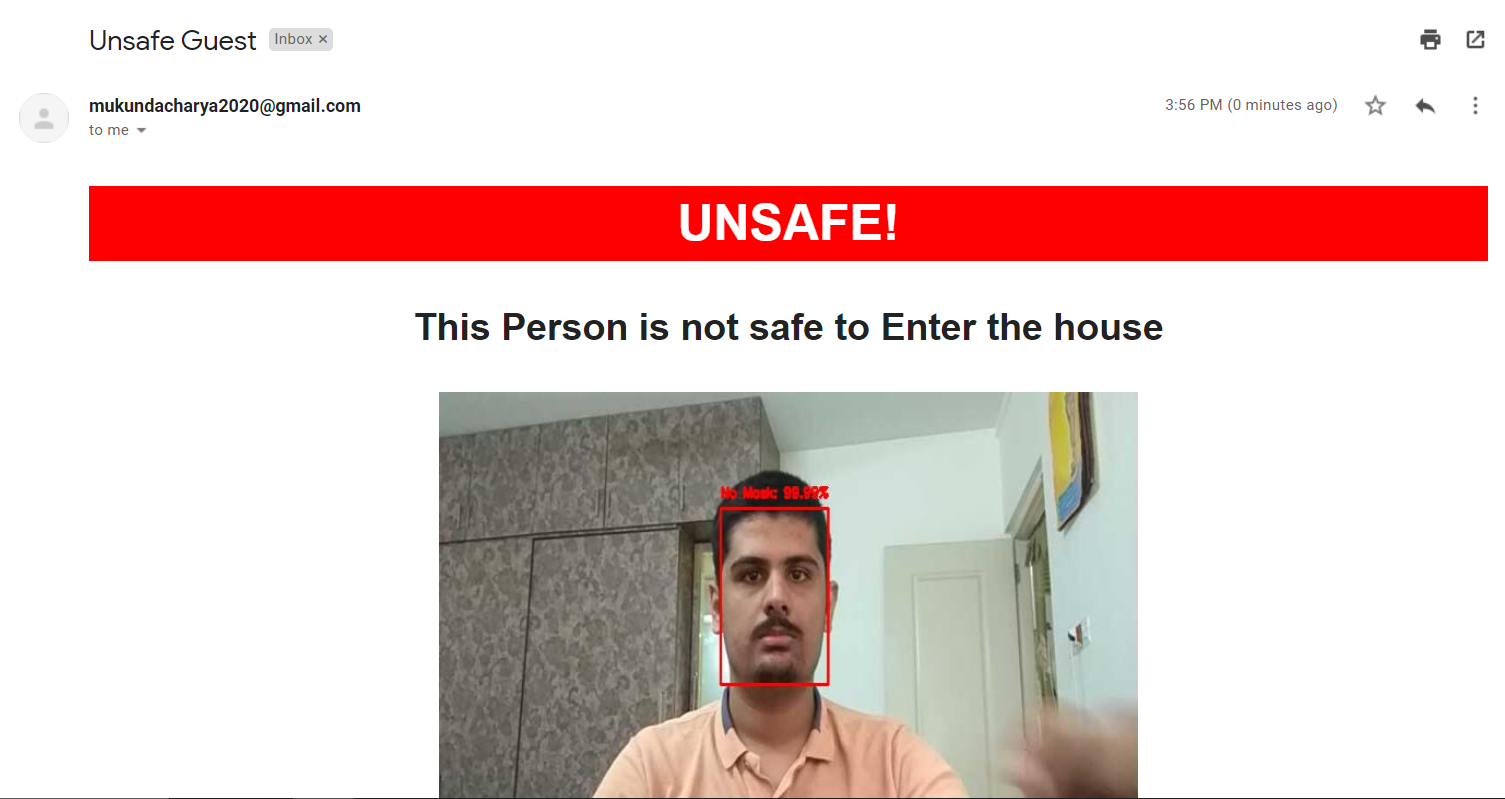 Unsafe Guest Inbox ×
mukundacharya2020@gmail.com
3:56 PM (0 minutes ago)
to me
UNSAFE!
This Person is not safe to Enter the house
No Mask: 99.99%